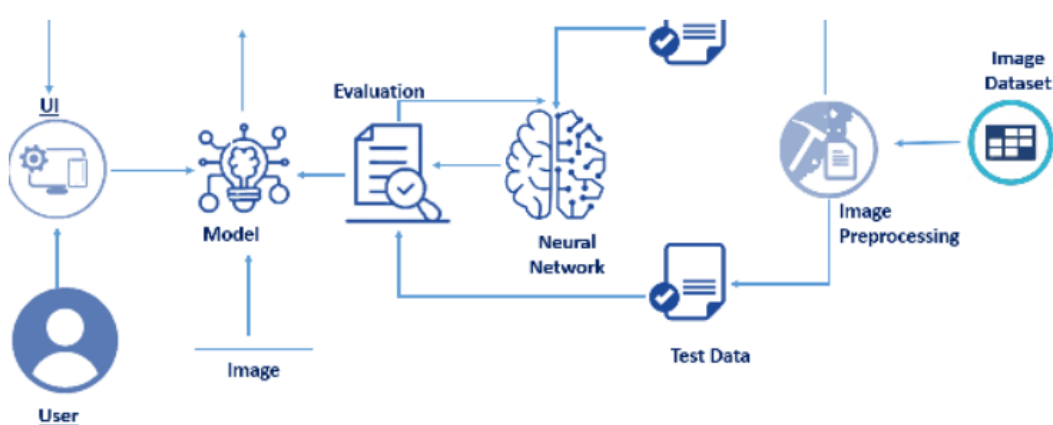 Image
Dataset
Evaluation
UI
Image
Preprocessing
Model
Neural
Network
Test Data
Image
User